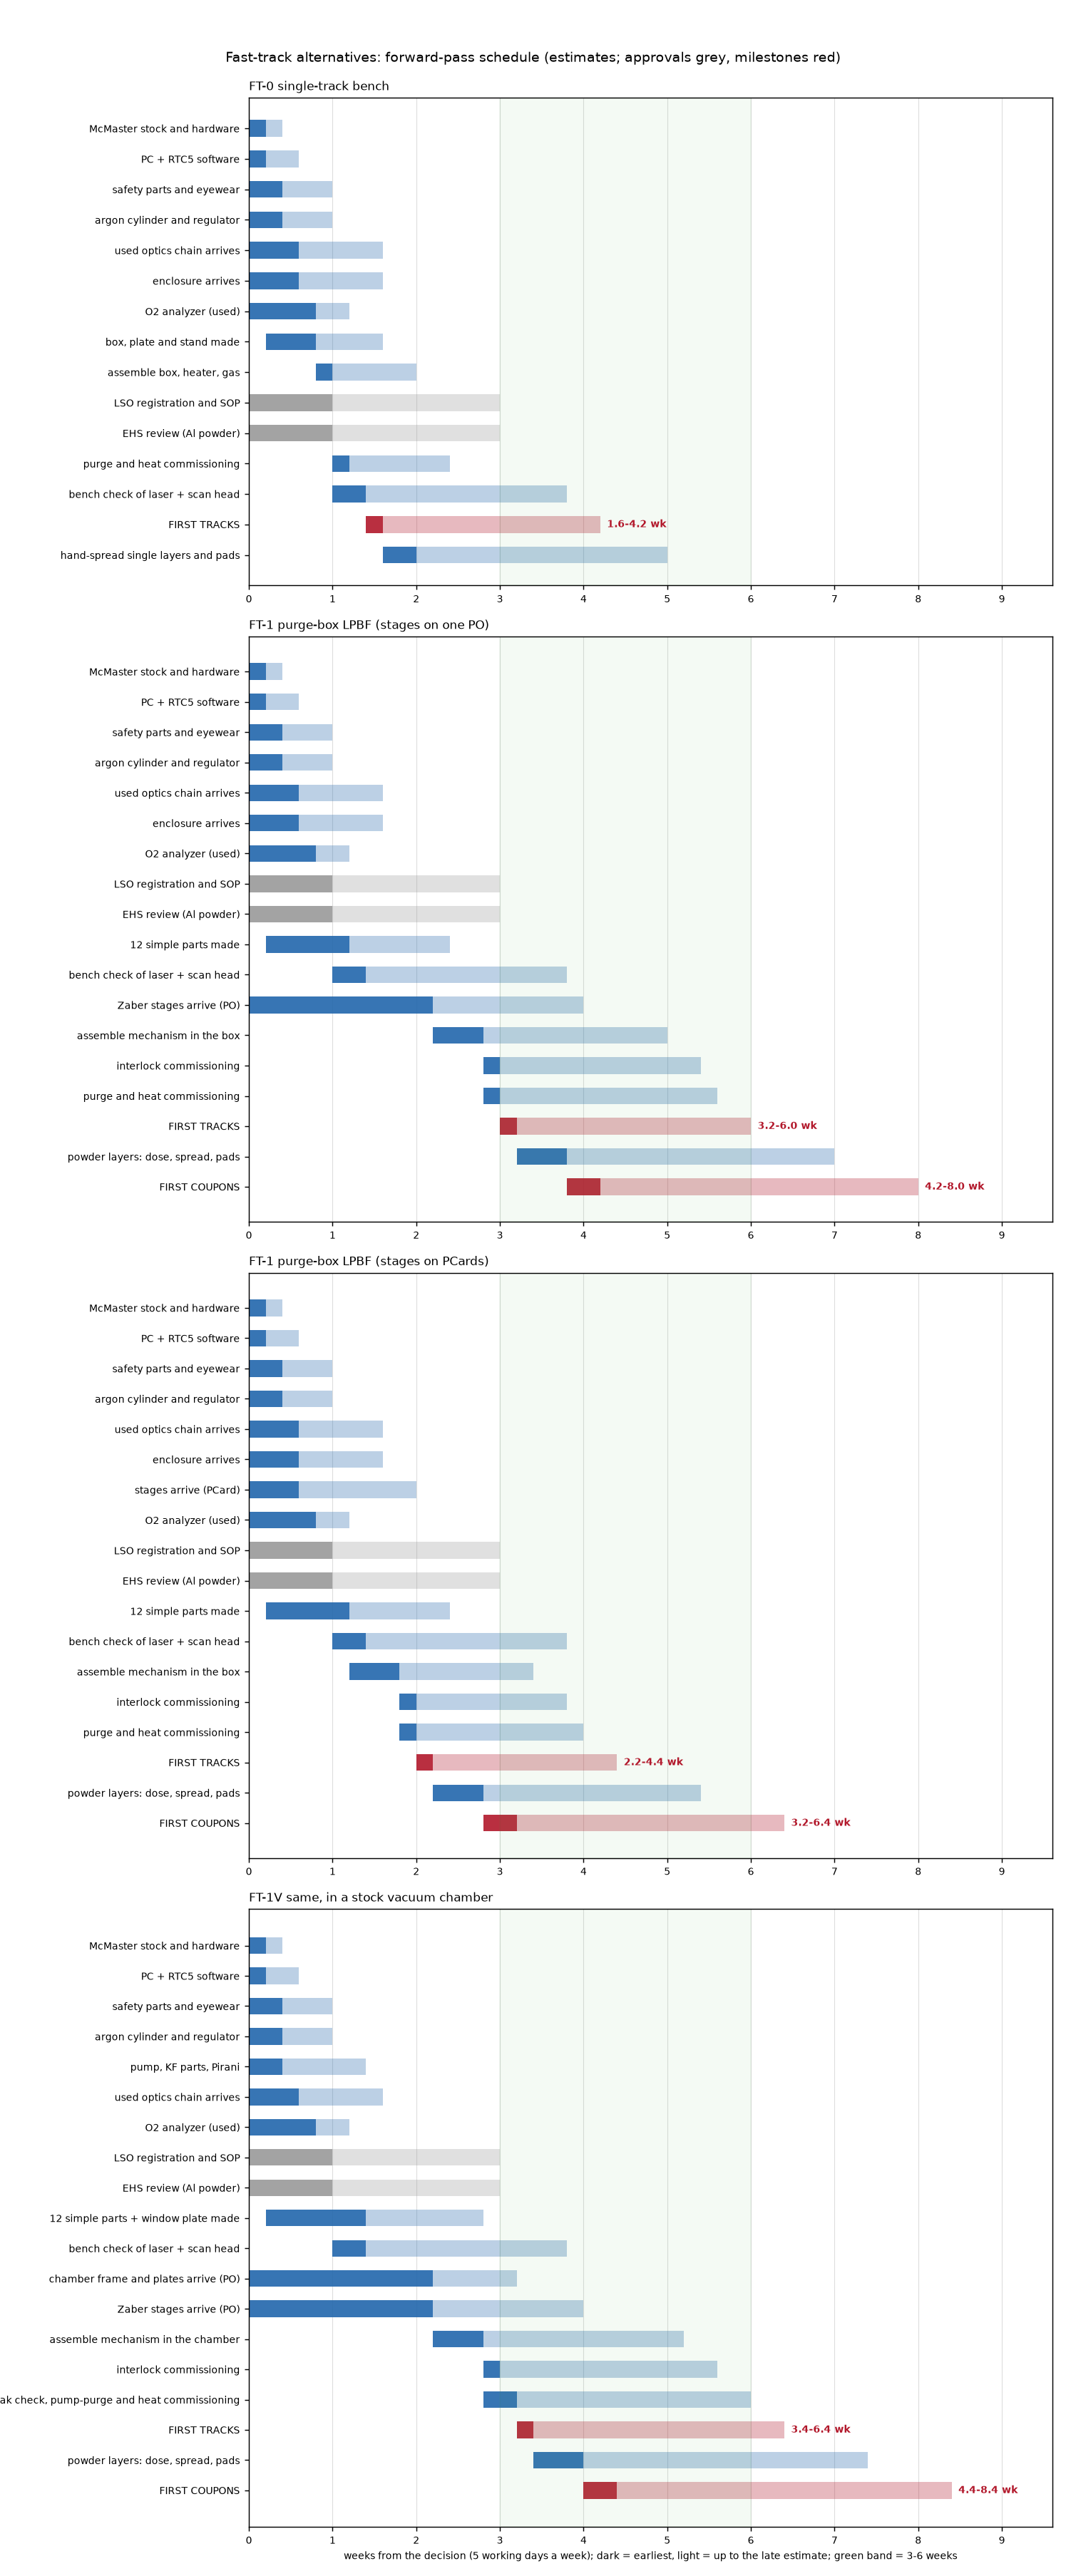 Fast-track alternatives: forward-pass schedule (estimates; approvals grey, milestones red)
FT-0 single-track bench
McMaster stock and hardware
PC + RTC5 software
safety parts and eyewear
argon cylinder and regulator
used optics chain arrives
enclosure arrives
O2 analyzer (used)
box, plate and stand made
assemble box, heater, gas
LSO registration and SOP
EHS review (Al powder)
purge and heat commissioning
bench check of laser + scan head
FIRST TRACKS 1.6-4.2 wk
hand-spread single layers and pads
0 1 2 3 4 5 6 7 8 9
FT-1 purge-box LPBF (stages on one PO)
McMaster stock and hardware
PC + RTC5 software
safety parts and eyewear
argon cylinder and regulator
used optics chain arrives
enclosure arrives
O2 analyzer (used)
LSO registration and SOP
EHS review (Al powder)
12 simple parts made
bench check of laser + scan head
Zaber stages arrive (PO)
assemble mechanism in the box
interlock commissioning
purge and heat commissioning
FIRST TRACKS 3.2-6.0 wk
powder layers: dose, spread, pads
FIRST COUPONS 4.2-8.0 wk
0 1 2 3 4 5 6 7 8 9
FT-1 purge-box LPBF (stages on PCards)
McMaster stock and hardware
PC + RTC5 software
safety parts and eyewear
argon cylinder and regulator
used optics chain arrives
enclosure arrives
stages arrive (PCard)
O2 analyzer (used)
LSO registration and SOP
EHS review (Al powder)
12 simple parts made
bench check of laser + scan head
assemble mechanism in the box
interlock commissioning
purge and heat commissioning
FIRST TRACKS 2.2-4.4 wk
powder layers: dose, spread, pads
FIRST COUPONS 3.2-6.4 wk
0 1 2 3 4 5 6 7 8 9
FT-1V same, in a stock vacuum chamber
McMaster stock and hardware
PC + RTC5 software
safety parts and eyewear
argon cylinder and regulator
pump, KF parts, Pirani
used optics chain arrives
O2 analyzer (used)
LSO registration and SOP
EHS review (Al powder)
12 simple parts + window plate made
bench check of laser + scan head
chamber frame and plates arrive (PO)
Zaber stages arrive (PO)
assemble mechanism in the chamber
interlock commissioning
ak check, pump-purge and heat commissioning
FIRST TRACKS 3.4-6.4 wk
powder layers: dose, spread, pads
FIRST COUPONS 4.4-8.4 wk
0 1 2 3 4 5 6 7 8 9
weeks from the decision (5 working days a week); dark = earliest, light = up to the late estimate; green band = 3-6 weeks